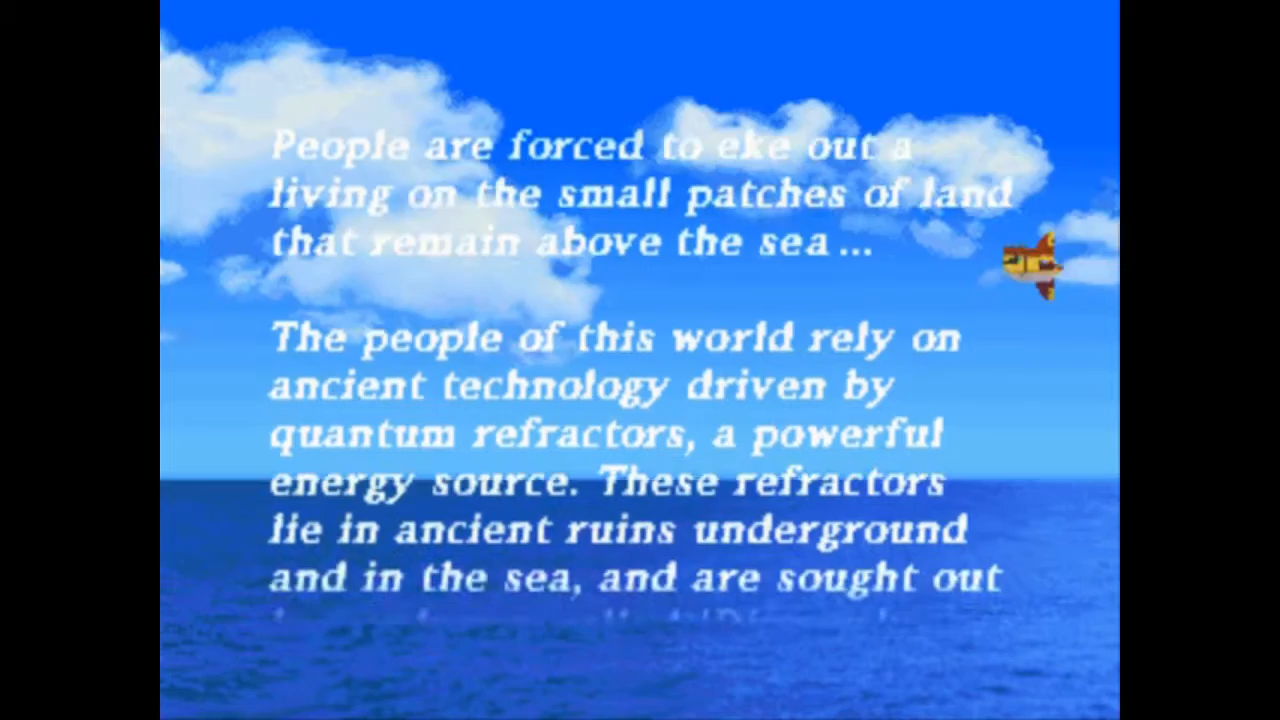 People are forced to eke out a
living on the small patches of land
that remain above the sea...
The people of this world rely on
ancient technology driven by
quantum refractors, a powerful
energy source. These refractors
lie in ancient ruins underground
and in the sea, and are sought out